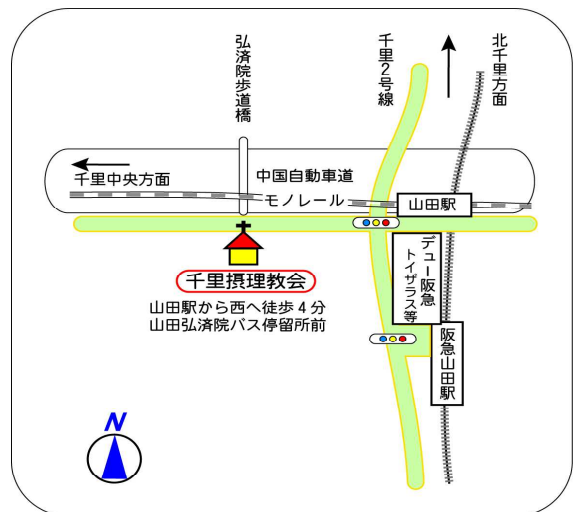 弘済院歩道橋
千里2号線
北千里方面
千里中央方面
中国自動車道
モノレール
山田駅
デュー阪急
トイザラス等
千里摂理教会
山田駅から西へ徒歩4分
山田弘済院バス停留所前
阪急山田駅
N